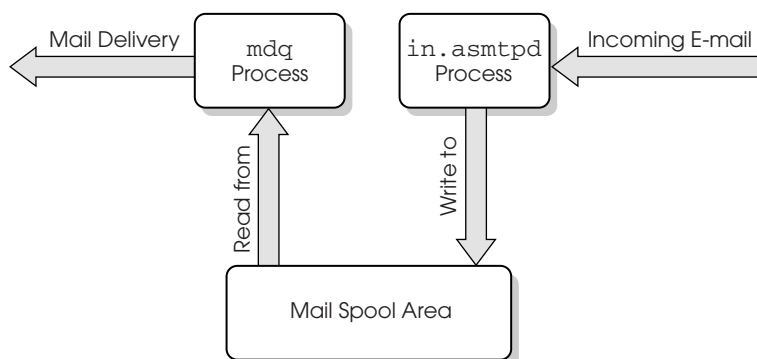 Mail Delivery
mdq
Process
in.asmtpd
Process
Incoming E-mail
Read from
Write to
Mail Spool Area